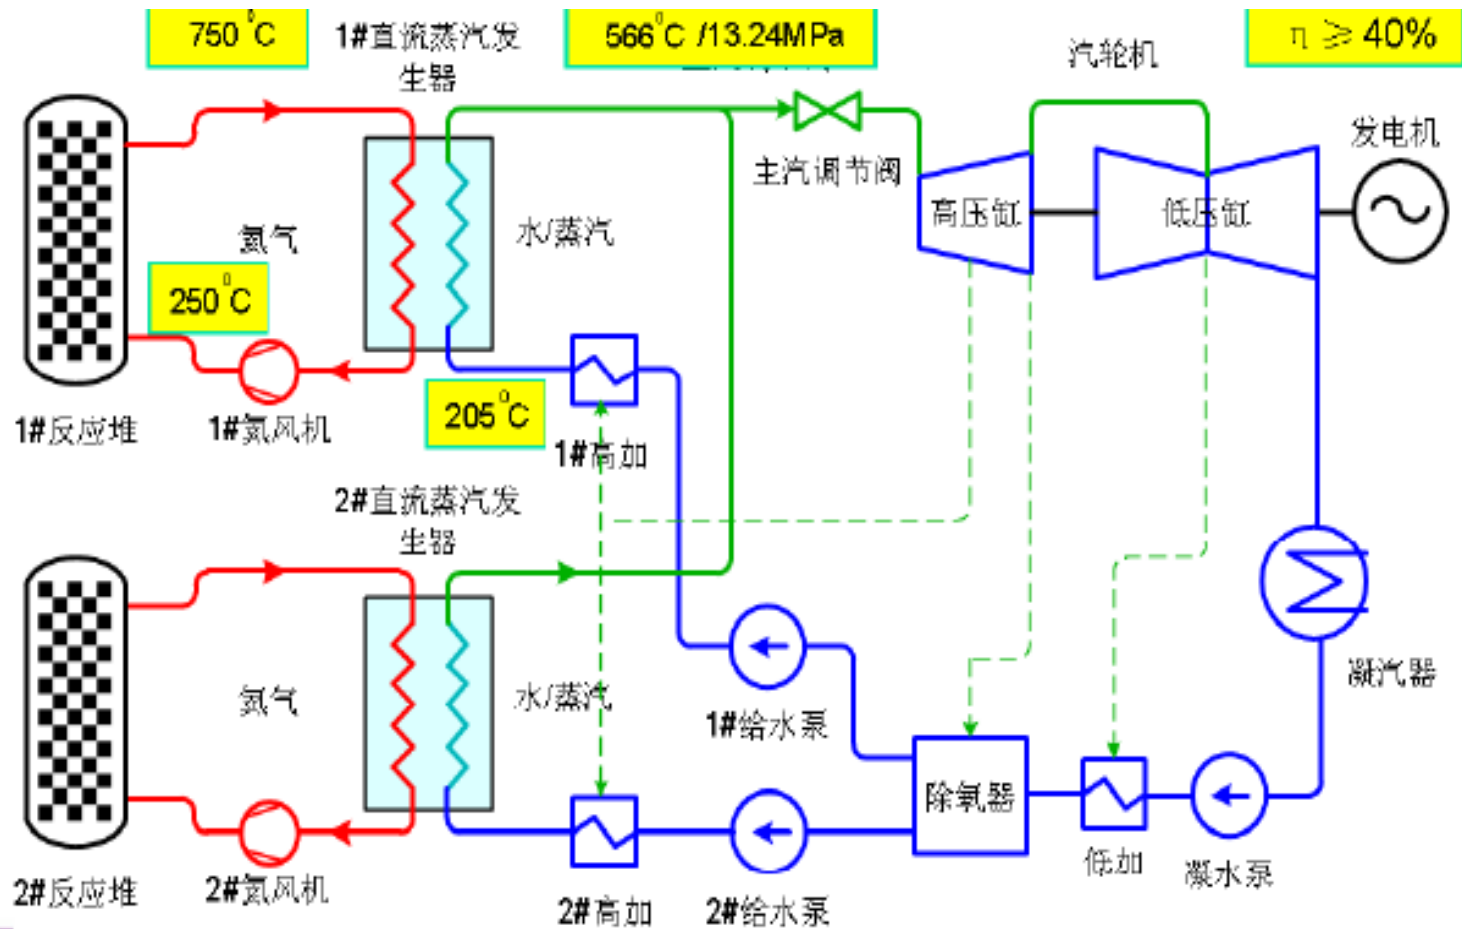 750 °C
1#直流蒸汽发
生器
566°C /13.24MPa
汽轮机
η ≥ 40%
发电机
主汽调节阀
高压缸
低压缸
氦气
水/蒸汽
250°C
205°C
1#反应堆
1#氦风机
1#高加
2#直流蒸汽发
生器
氦气
水/蒸汽
1#给水泵
凝汽器
除氧器
低加
凝水泵
2#反应堆
2#氦风机
2#高加
2#给水泵